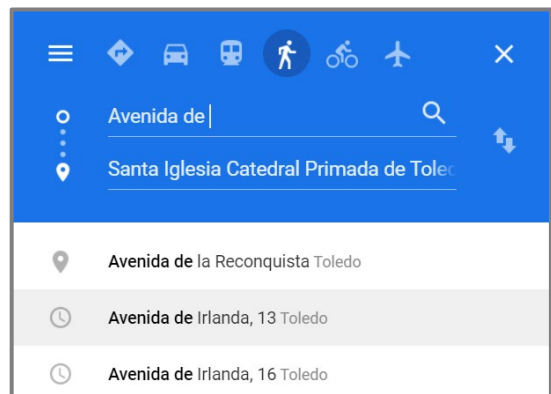 Avenida de
Santa Iglesia Catedral Primada de Toled
Avenida de la Reconquista Toledo
Avenida de Irlanda, 13 Toledo
Avenida de Irlanda, 16 Toledo